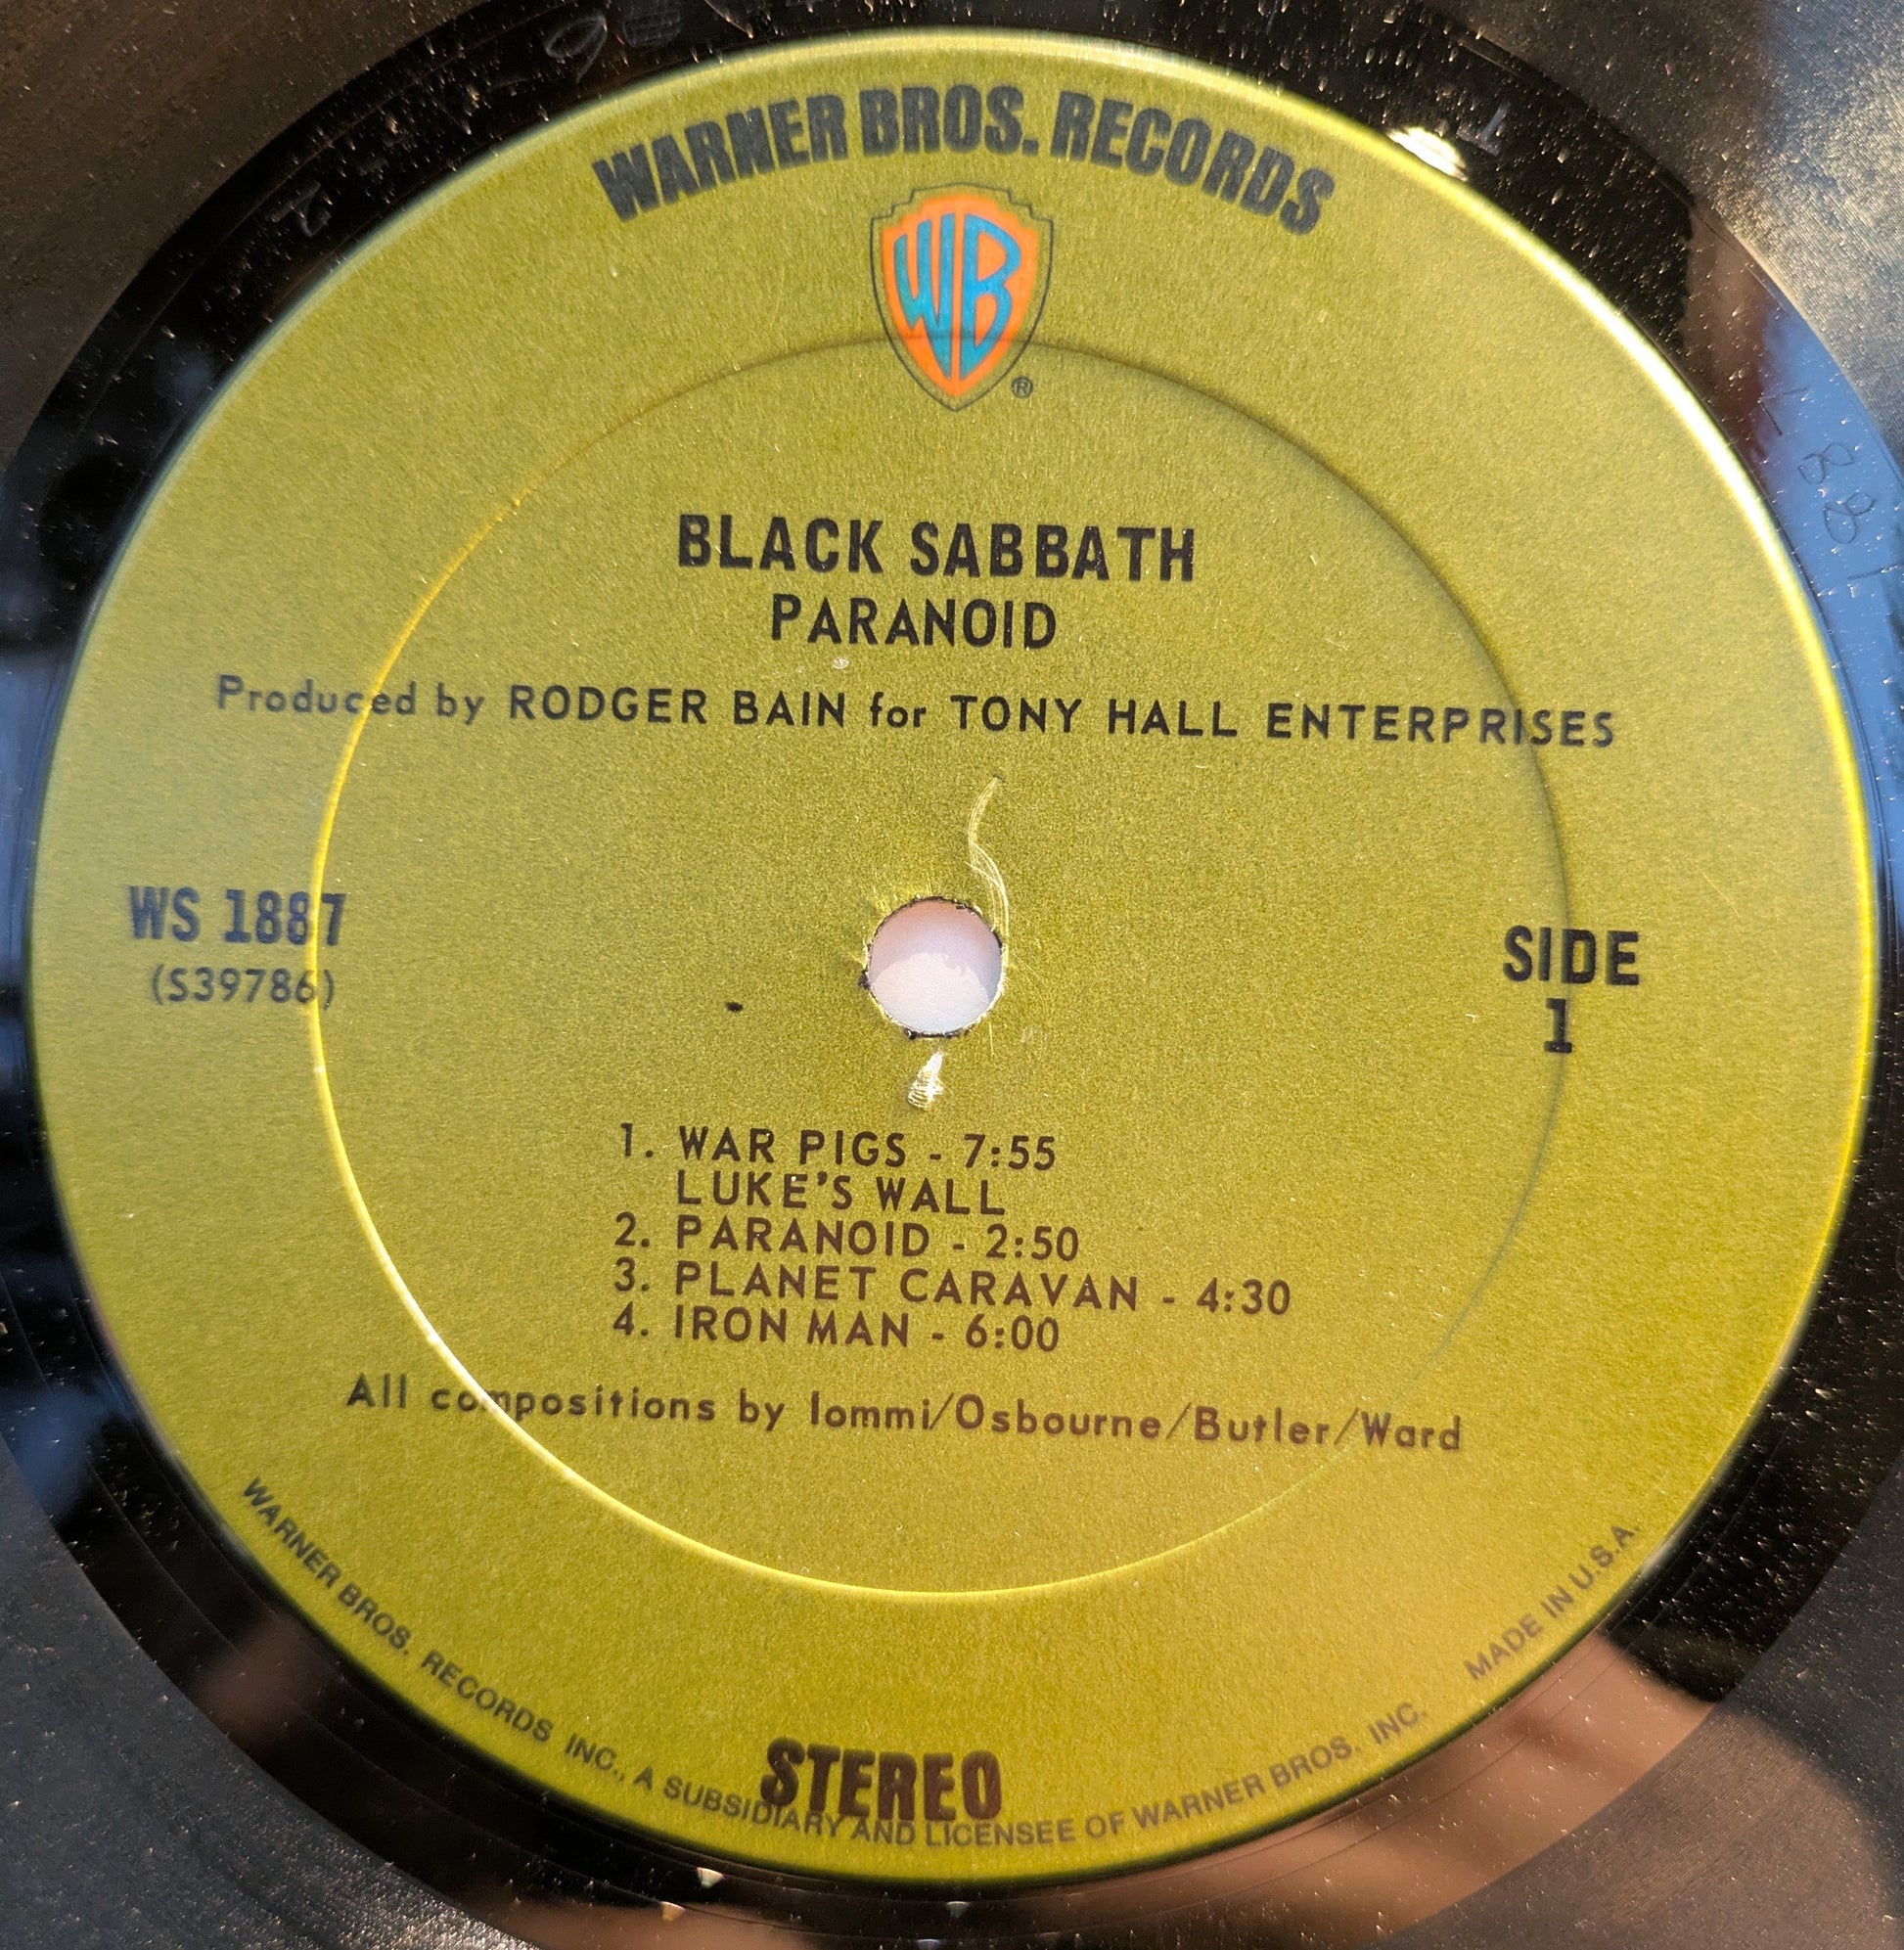 WARNER BROS. RECORDS
WB
®
BLACK SABBATH
PARANOID
Produced by RODGER BAIN for TONY HALL ENTERPRISES
WS 1887
(S39786)
SIDE
1
1. WAR PIGS - 7:55
LUKE'S WALL
2. PARANOID - 2:50
3. PLANET CARAVAN - 4:30
4. IRON MAN - 6:00
All compositions by Iommi/Osbourne/Butler/Ward
STEREO
WARNER BROS. RECORDS INC., A SUBSIDIARY AND LICENSEE OF WARNER BROS. INC. MADE IN U.S.A.